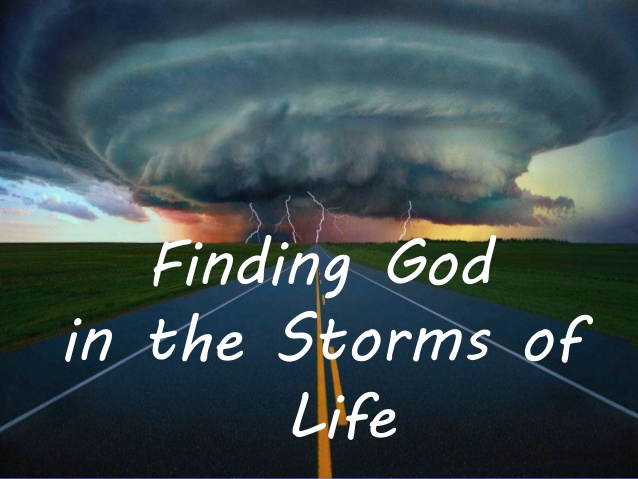 Finding God
in the Storms of
Life